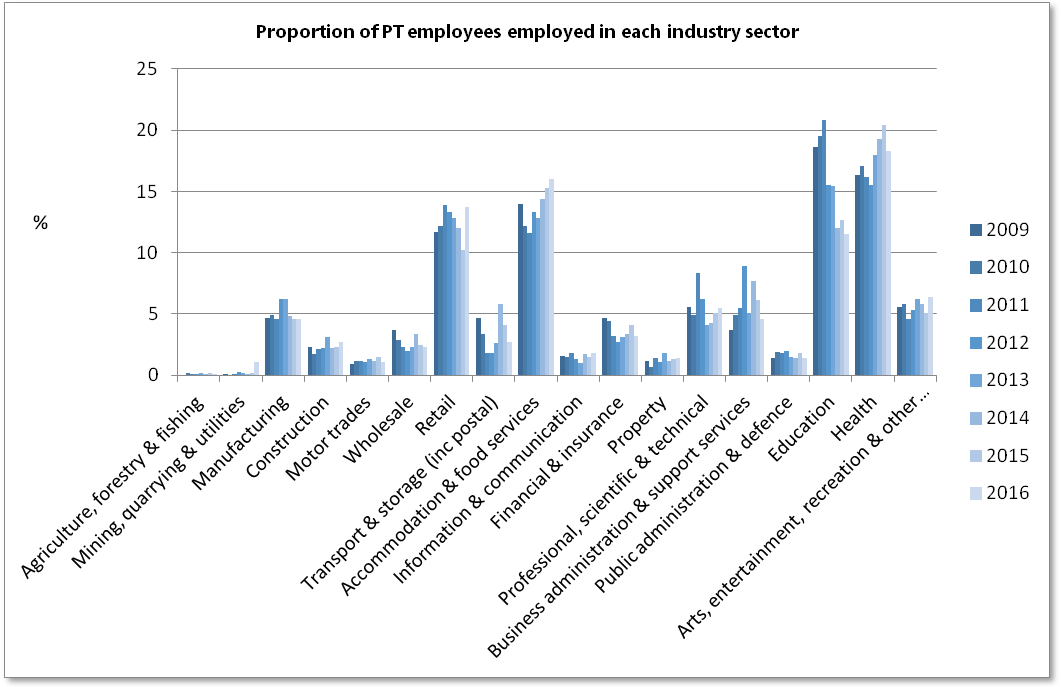 Proportion of PT employees employed in each industry sector
25
20
15
10
5
0
%
Agriculture, forestry & fishing
Mining, quarrying & utilities
Manufacturing
Construction
Motor trades
Wholesale
Retail
Transport & storage (inc postal)
Accommodation & food services
Information & communication
Financial & insurance
Property
Professional, scientific & technical
Business administration & support services
Public administration & defence
Education
Health
Arts, entertainment, recreation & other...
2009
2010
2011
2012
2013
2014
2015
2016